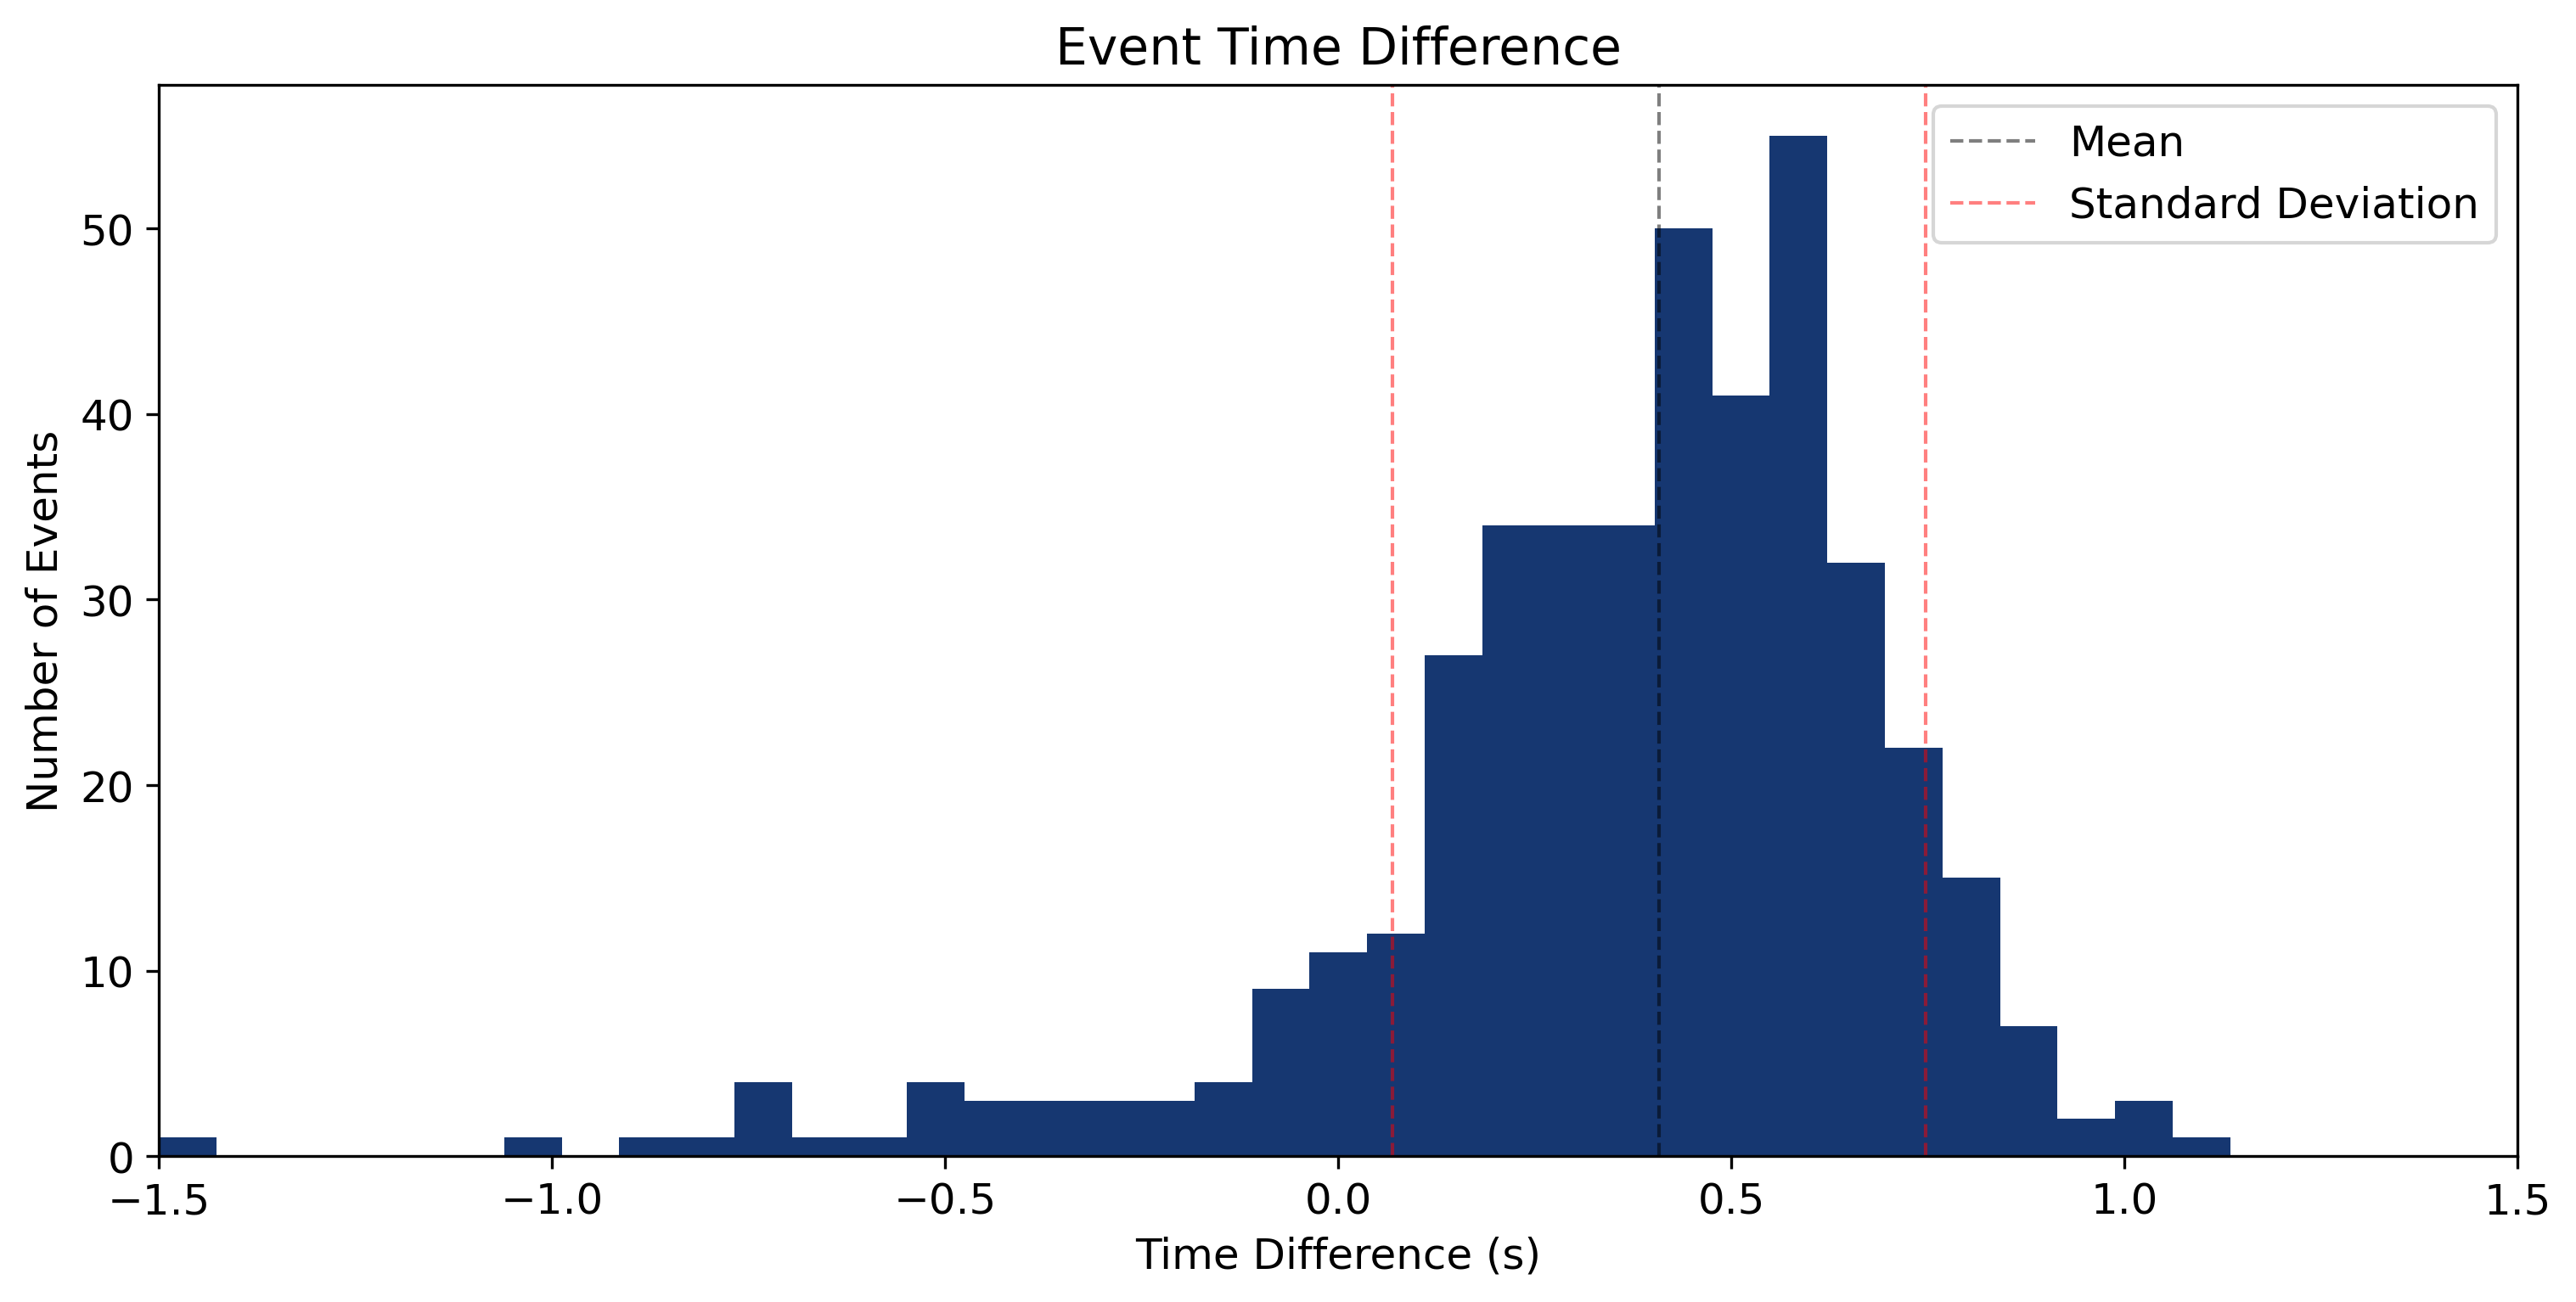 Event Time Difference
Mean
Standard Deviation
Number of Events
50
40
30
20
10
0
−1.5 −1.0 −0.5 0.0 0.5 1.0 1.5
Time Difference (s)